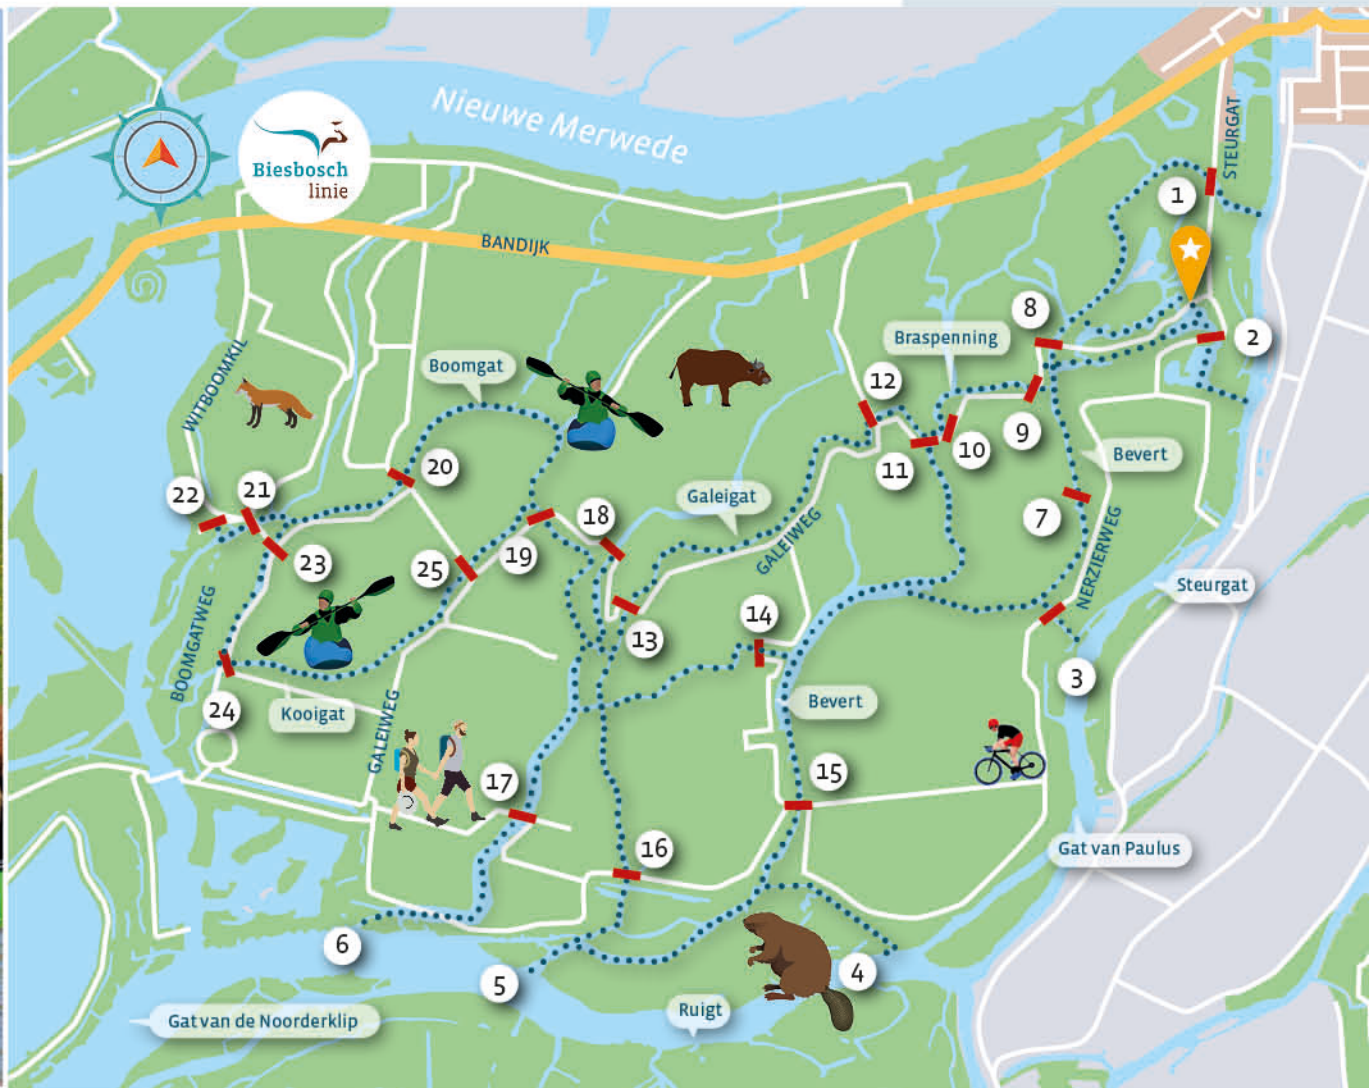 Nieuwe Merwede
STEURGAT
Biesbosch
linie
1
BANDIJK
8
2
Braspenning
WITBOOMKIL
Boomgat
12
9
10
11
Bevert
20
22
21
Galeigat
7
18
19
GALEIWEG
25
23
NERZIERWEG
Steurgat
BOOMGATWEG
14
13
3
24
Kooigat
GALEIWEG
Bevert
17
15
16
Gat van Paulus
6
5
4
Ruigt
Gat van de Noorderklip